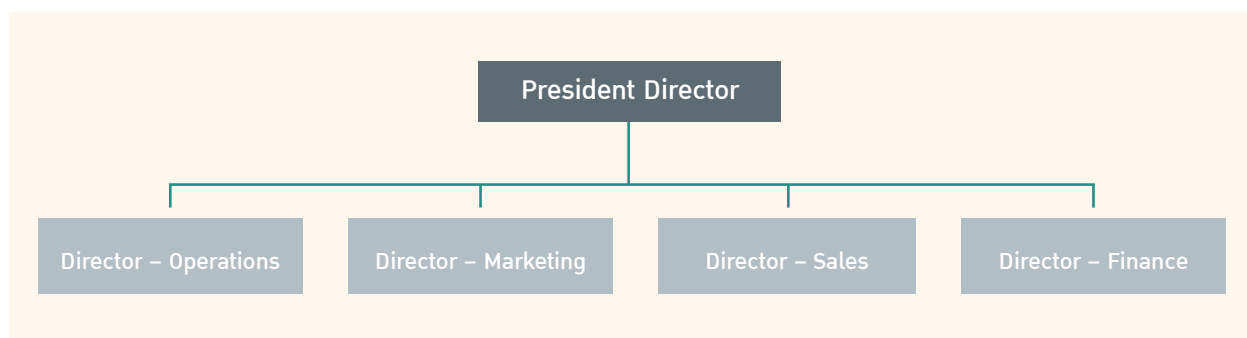 President Director
Director – Operations
Director – Marketing
Director – Sales
Director – Finance